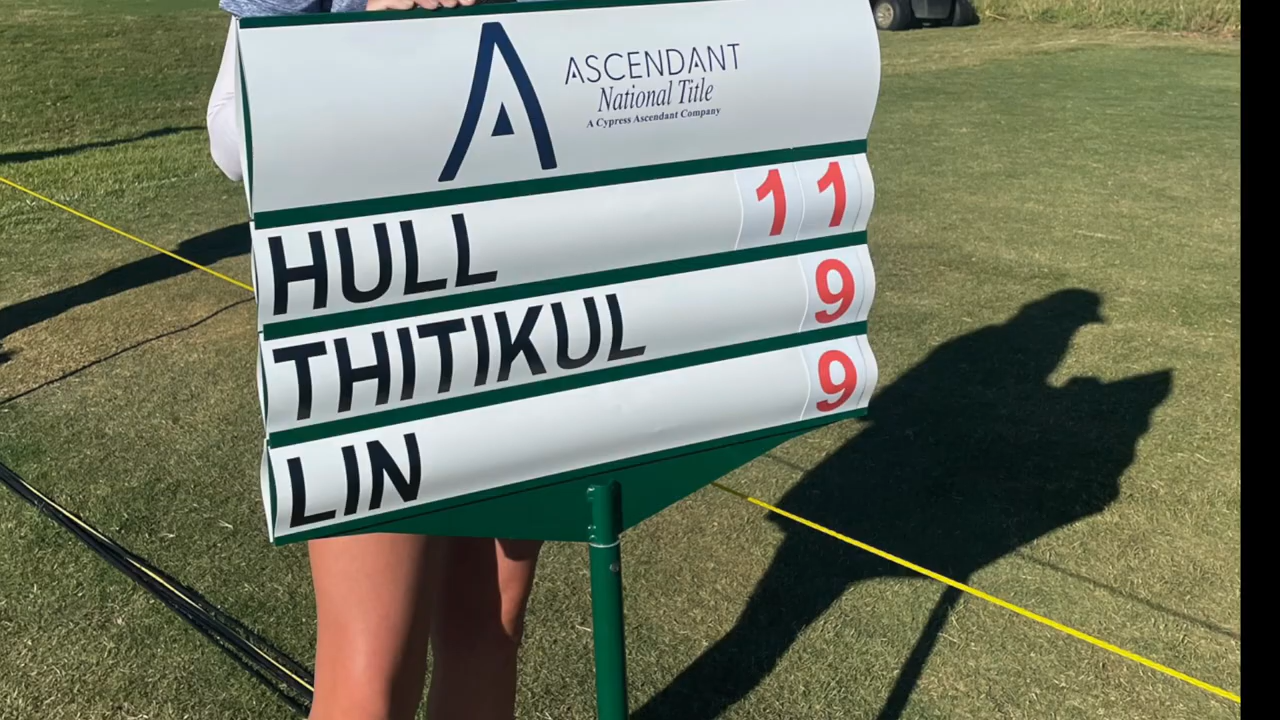 ASCENDANT
National Title
A Cypress Ascendant Company
HULL 11
THITIKUL 9
LIN 9